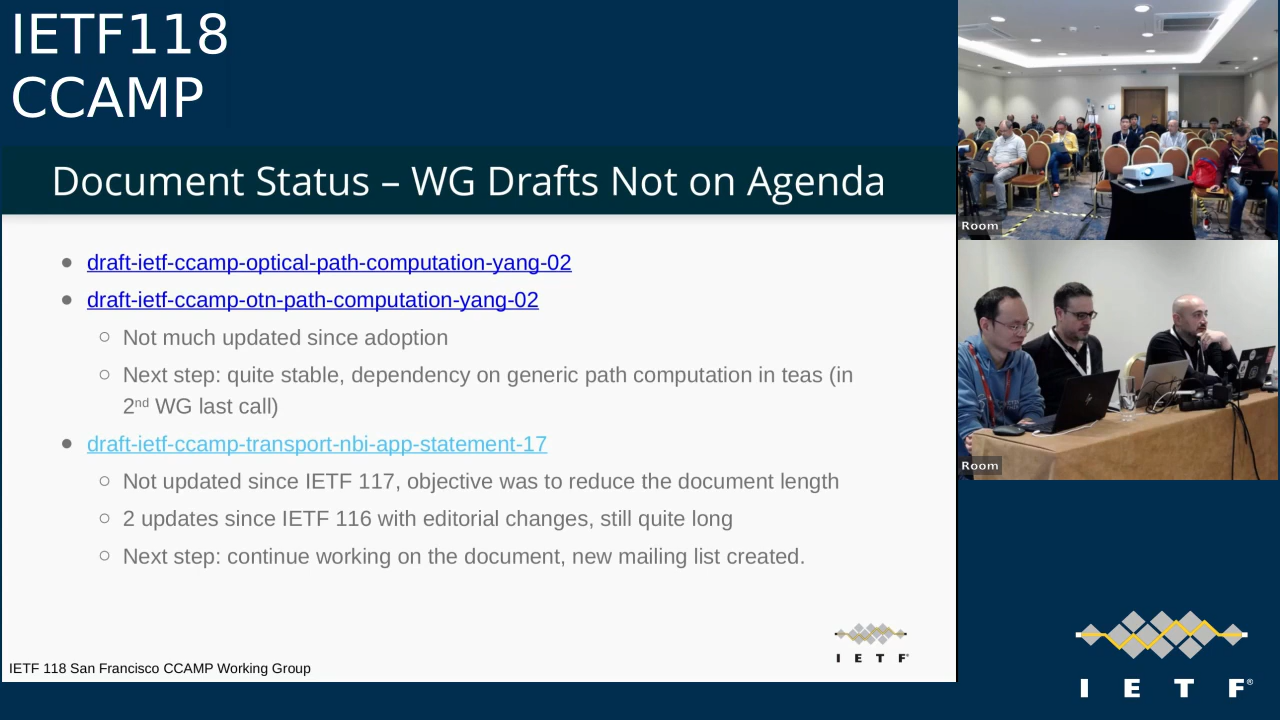 IETF118
CCAMP
Document Status – WG Drafts Not on Agenda
draft-ietf-ccamp-optical-path-computation-yang-02
draft-ietf-ccamp-otn-path-computation-yang-02
Not much updated since adoption
Next step: quite stable, dependency on generic path computation in teas (in
2nd WG last call)
draft-ietf-ccamp-transport-nbi-app-statement-17
Not updated since IETF 117, objective was to reduce the document length
2 updates since IETF 116 with editorial changes, still quite long
Next step: continue working on the document, new mailing list created.
I E T F
IETF 118 San Francisco CCAMP Working Group
Room
Room
I E T F®